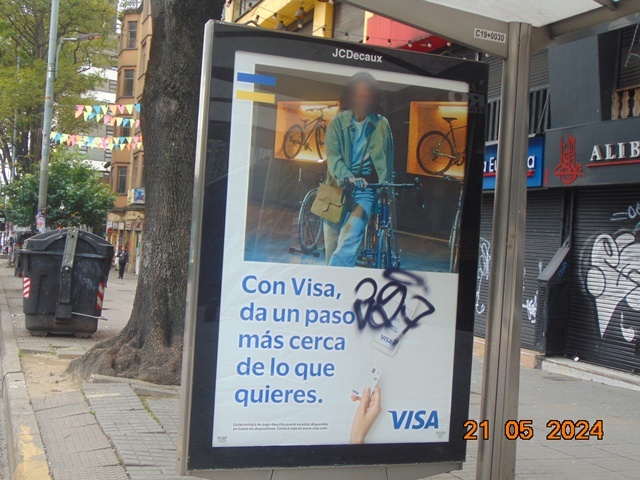 C19+0030
JCDecaux
ALIB
Con Visa,
da un paso
más cerca
de lo que
quieres.
VISA
VISA
21 05 2024